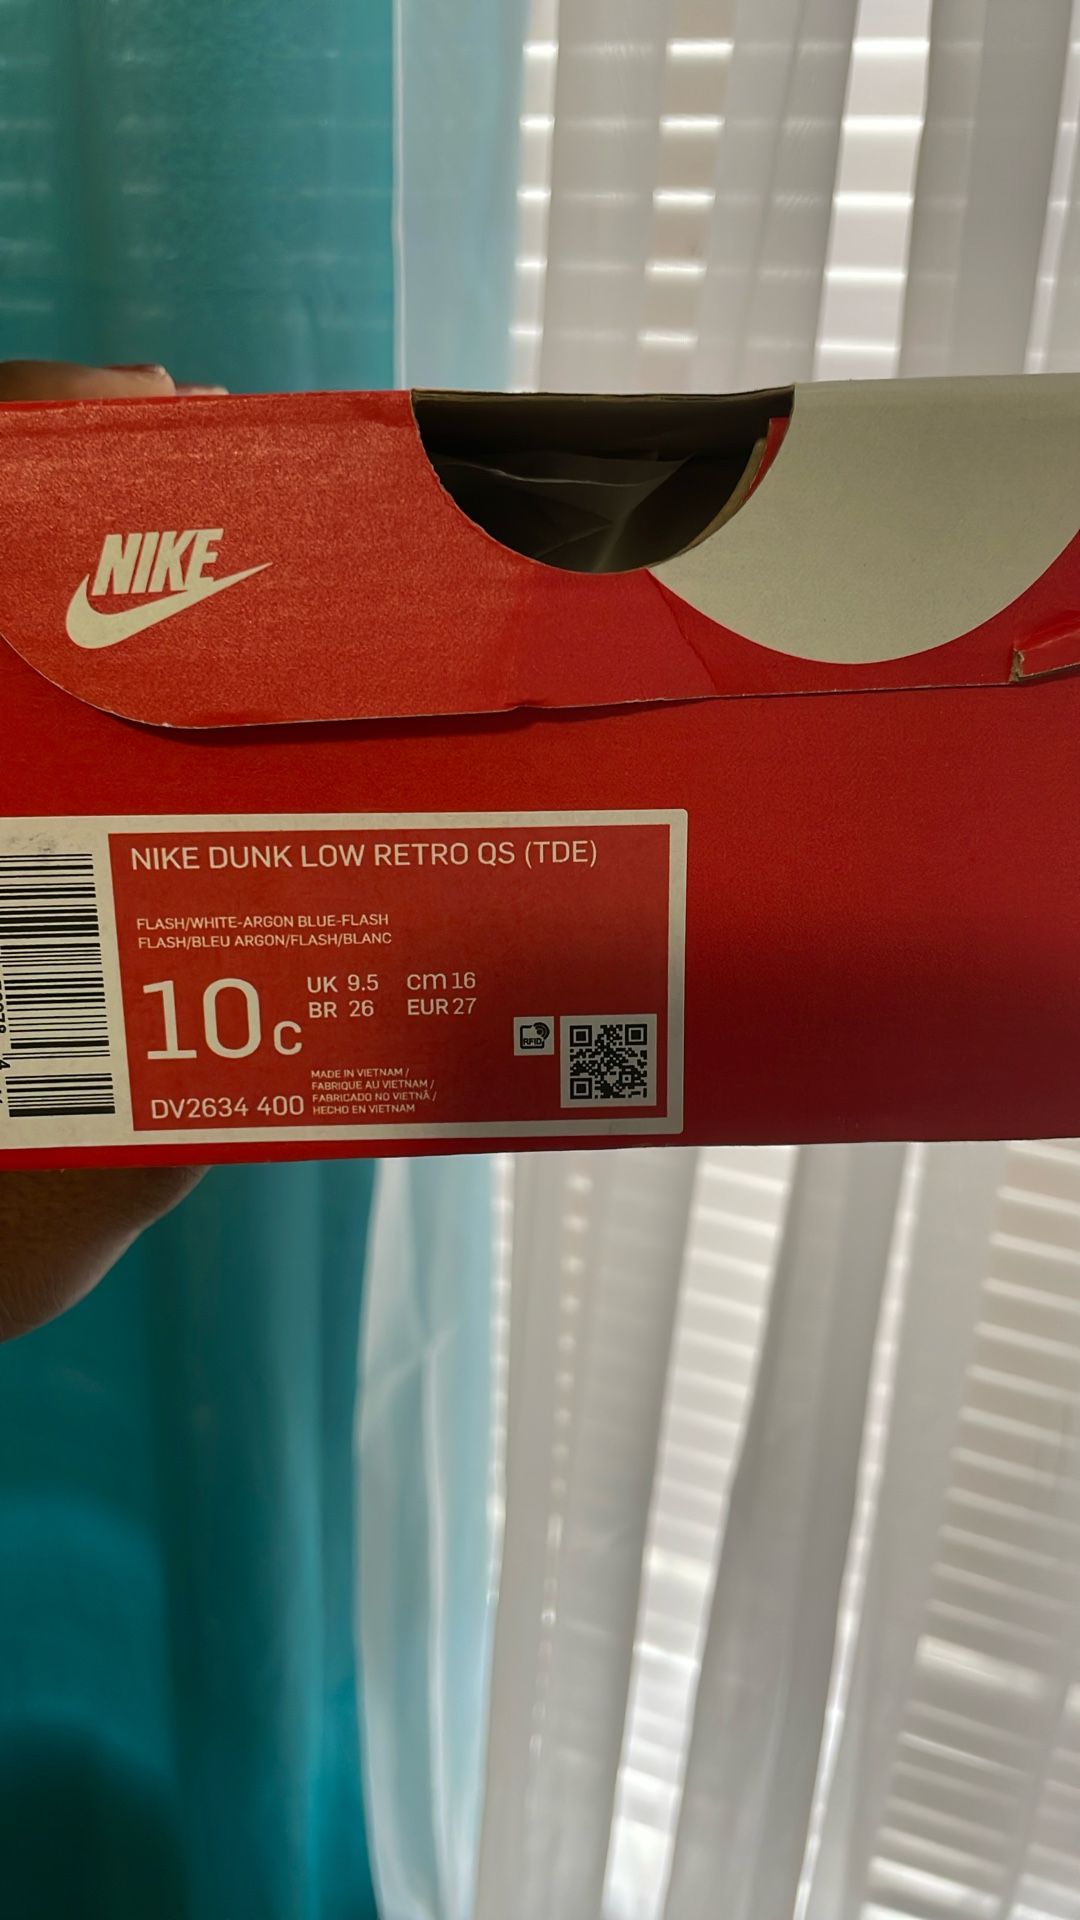 NIKE
NIKE DUNK LOW RETRO QS (TDE)
FLASH/WHITE-ARGON BLUE-FLASH
FLASH/BLEU ARGON/FLASH/BLANC
10c
UK 9.5 cm 16
BR 26 EUR 27
RFID
MADE IN VIETNAM /
FABRIQUE AU VIETNAM /
FABRICADO NO VIETNÃ /
HECHO EN VIETNAM
DV2634 400